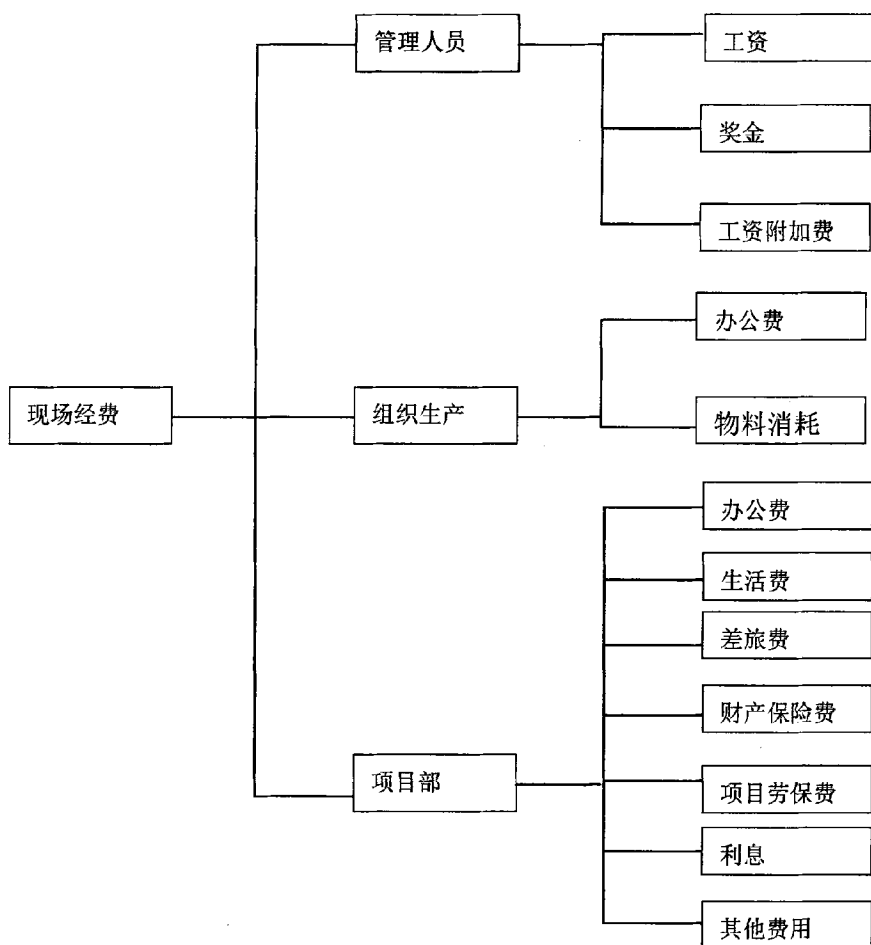 管理人员
工资
奖金
工资附加费
现场经费
组织生产
办公费
物料消耗
项目部
办公费
生活费
差旅费
财产保险费
项目劳保费
利息
其他费用